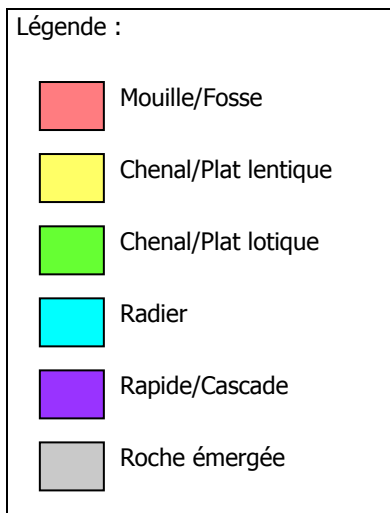 Légende :
Mouille/Fosse
Chenal/Plat lentique
Chenal/Plat lotique
Radier
Rapide/Cascade
Roche émergée